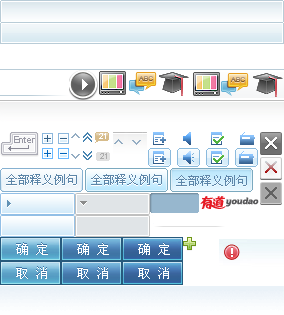 ABC ABC
Enter 21
21
全部释义例句 全部释义例句 全部释义例句
有道 youdao
确 定 确 定 确 定
取 消 取 消 取 消